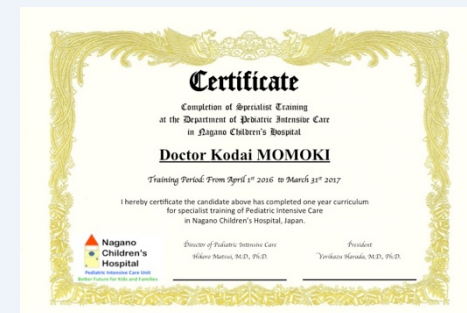 Certificate
Completion of Specialist Training
at the Department of Pediatric Intensive Care
in Nagano Children's Hospital
Doctor Kodai MOMOKI
Training Period: From April 1st 2016 to March 31st 2017
I hereby certificate the candidate above has completed one year curriculum
for specialist training of Pediatric Intensive Care
in Nagano Children's Hospital, Japan.
Nagano
Children's
Hospital
Pediatric Intensive Care Unit
Better Future for Kids and Families
Director of Pediatric Intensive Care
Hikoro Matsui, M.D., Ph.D.
President
Yorikazu Harada, M.D., Ph.D.